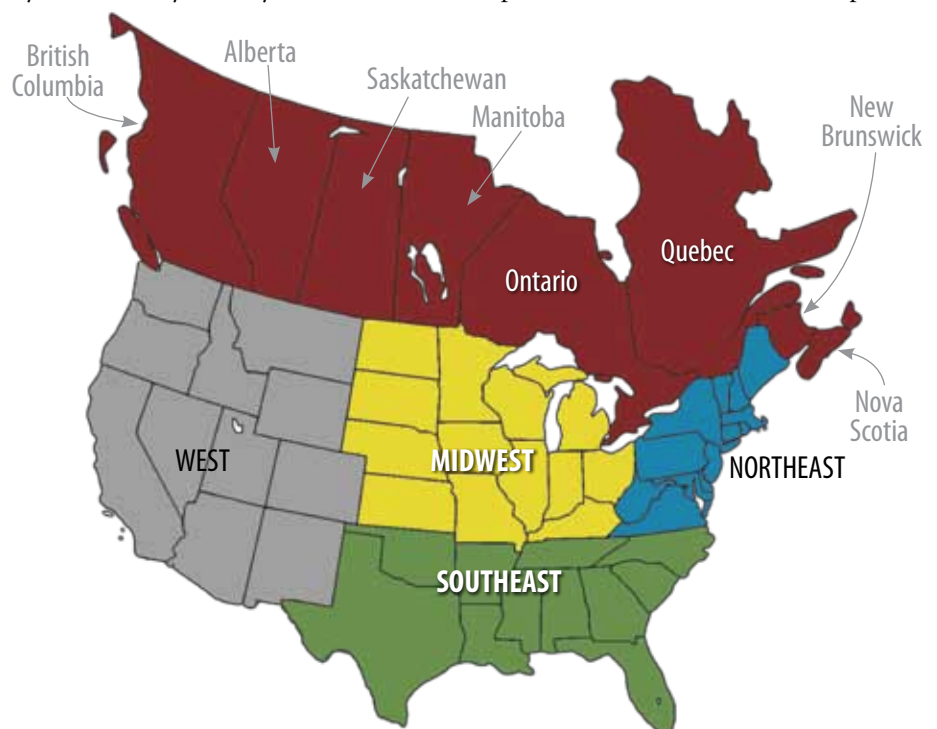 British
Columbia
Alberta
Saskatchewan
Manitoba
New
Brunswick
Quebec
Ontario
Nova
Scotia
WEST
MIDWEST
NORTHEAST
SOUTHEAST